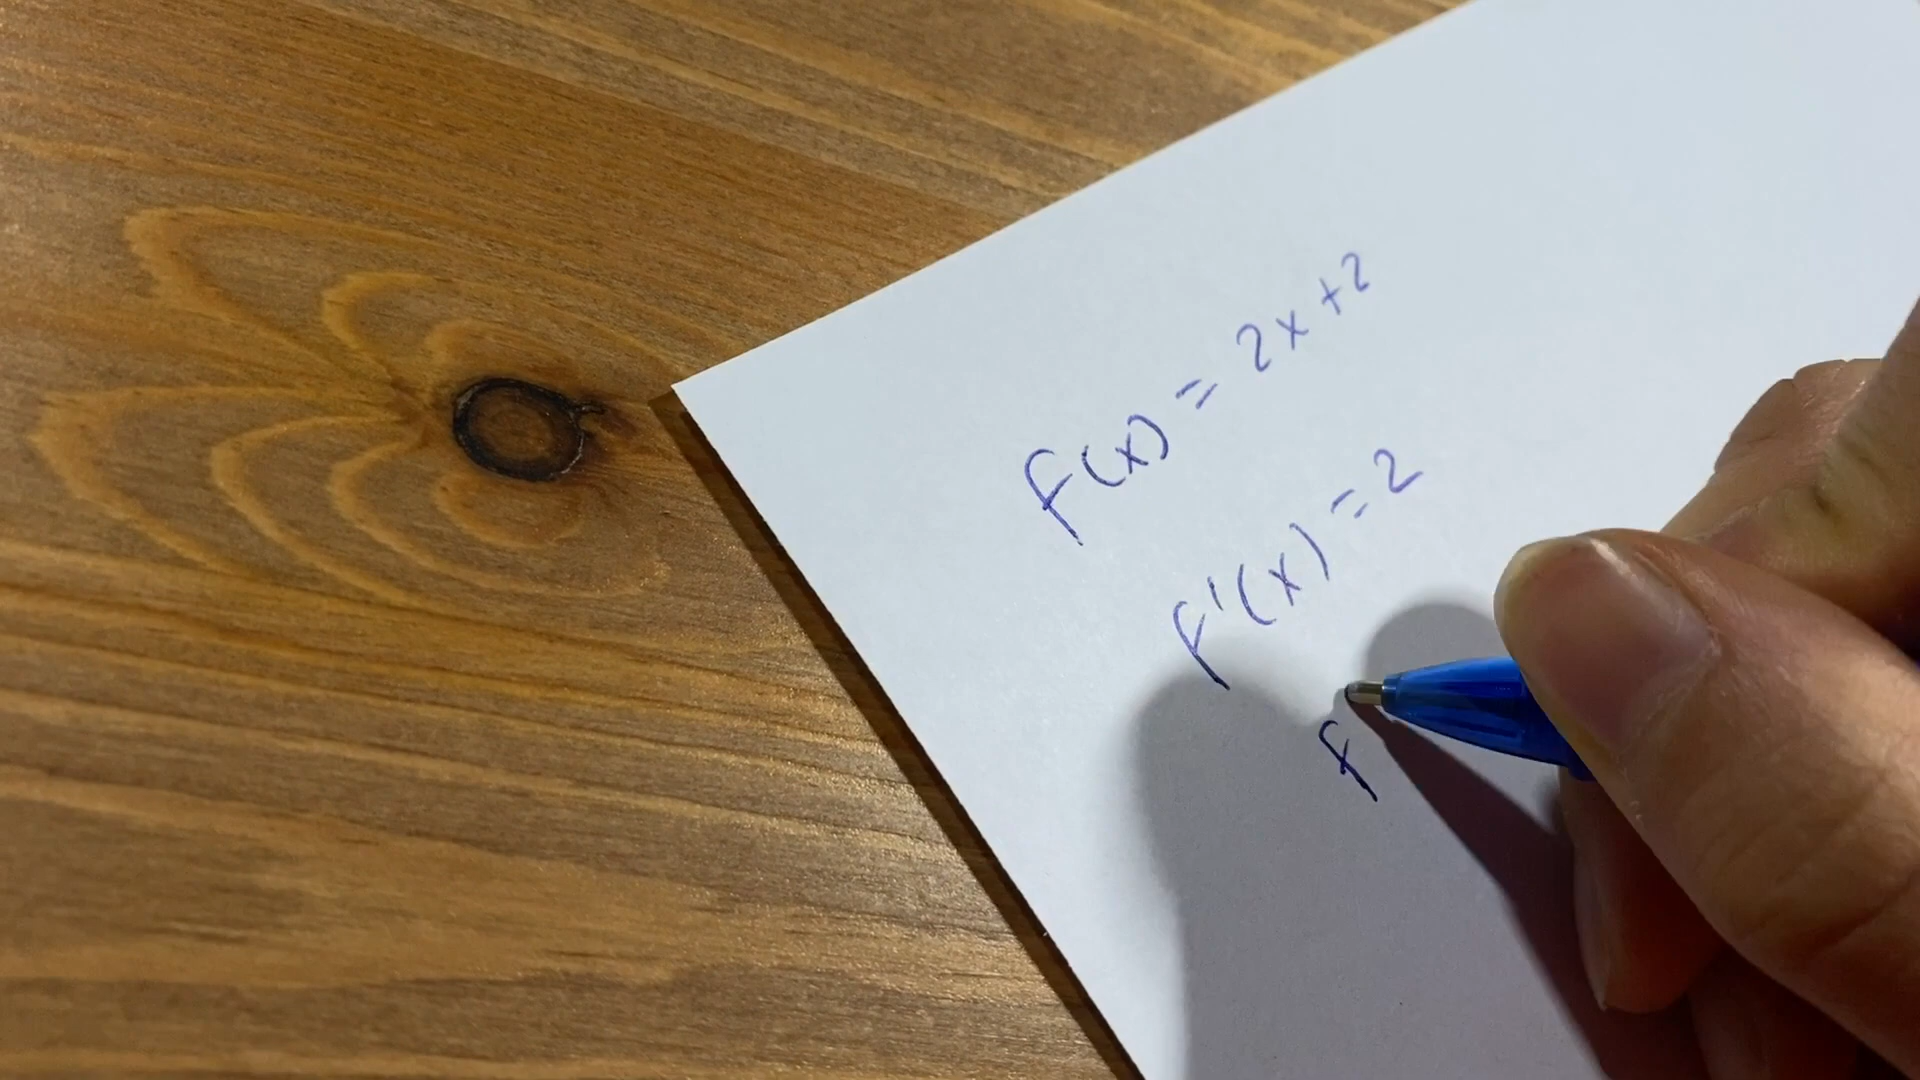 f(x) = 2x+2
f'(x) = 2
f